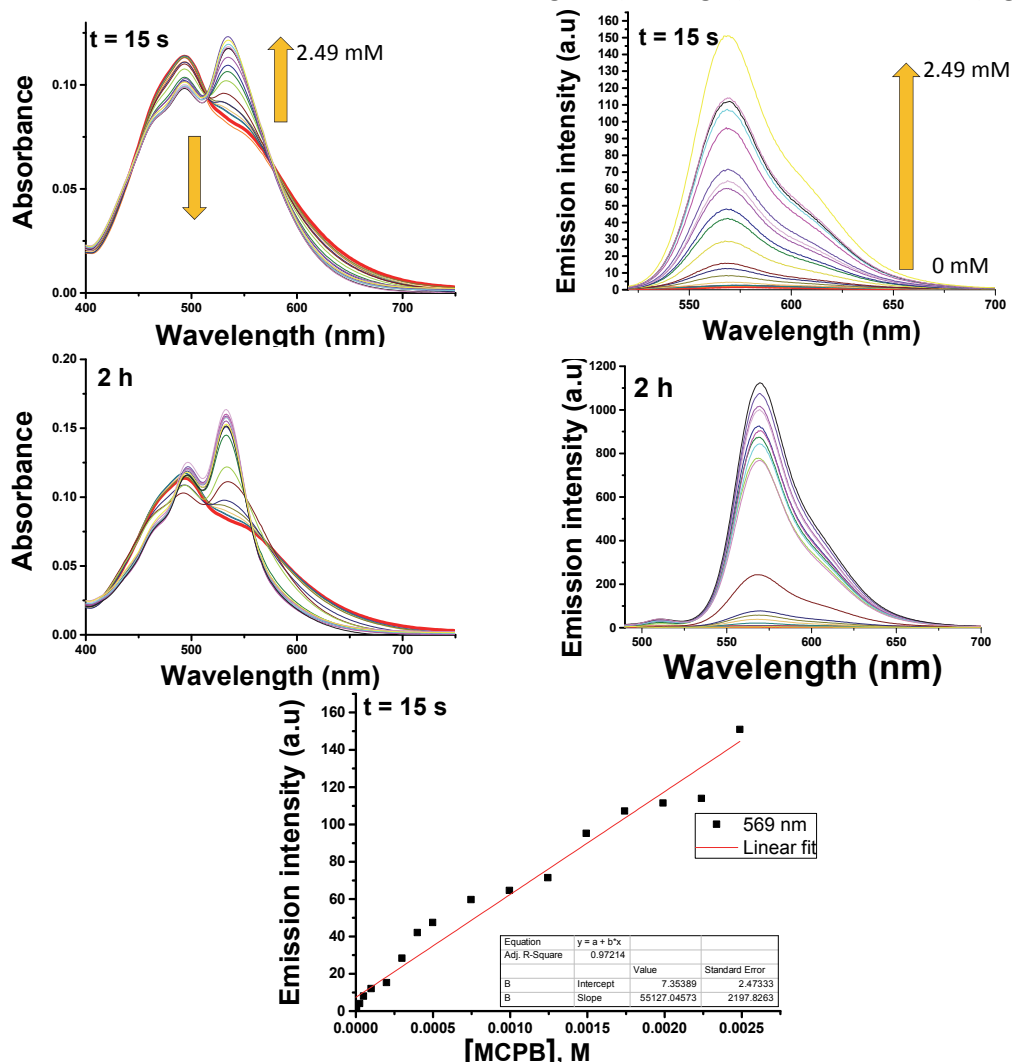 t = 15 s
2.49 mM
Absorbance
0.10
0.05
0.00
400
500
600
700
Wavelength (nm)
t = 15 s
2.49 mM
0 mM
Emission intensity (a.u)
160
150
140
130
120
110
100
90
80
70
60
50
40
30
20
10
0
550
600
650
700
Wavelength (nm)
2 h
Absorbance
0.20
0.15
0.10
0.05
0.00
400
500
600
700
Wavelength (nm)
2 h
Emission intensity (a.u)
1200
1000
800
600
400
200
0
500
550
600
650
700
Wavelength (nm)
t = 15 s
Emission intensity (a.u)
160
140
120
100
80
60
40
20
0
0.0000
0.0005
0.0010
0.0015
0.0020
0.0025
[MCPB], M
569 nm
Linear fit
Equation y = a + b*x
Adj. R-Square 0.97214
Value Standard Error
B Intercept 7.35389 2.47333
B Slope 55127.04573 2197.8263